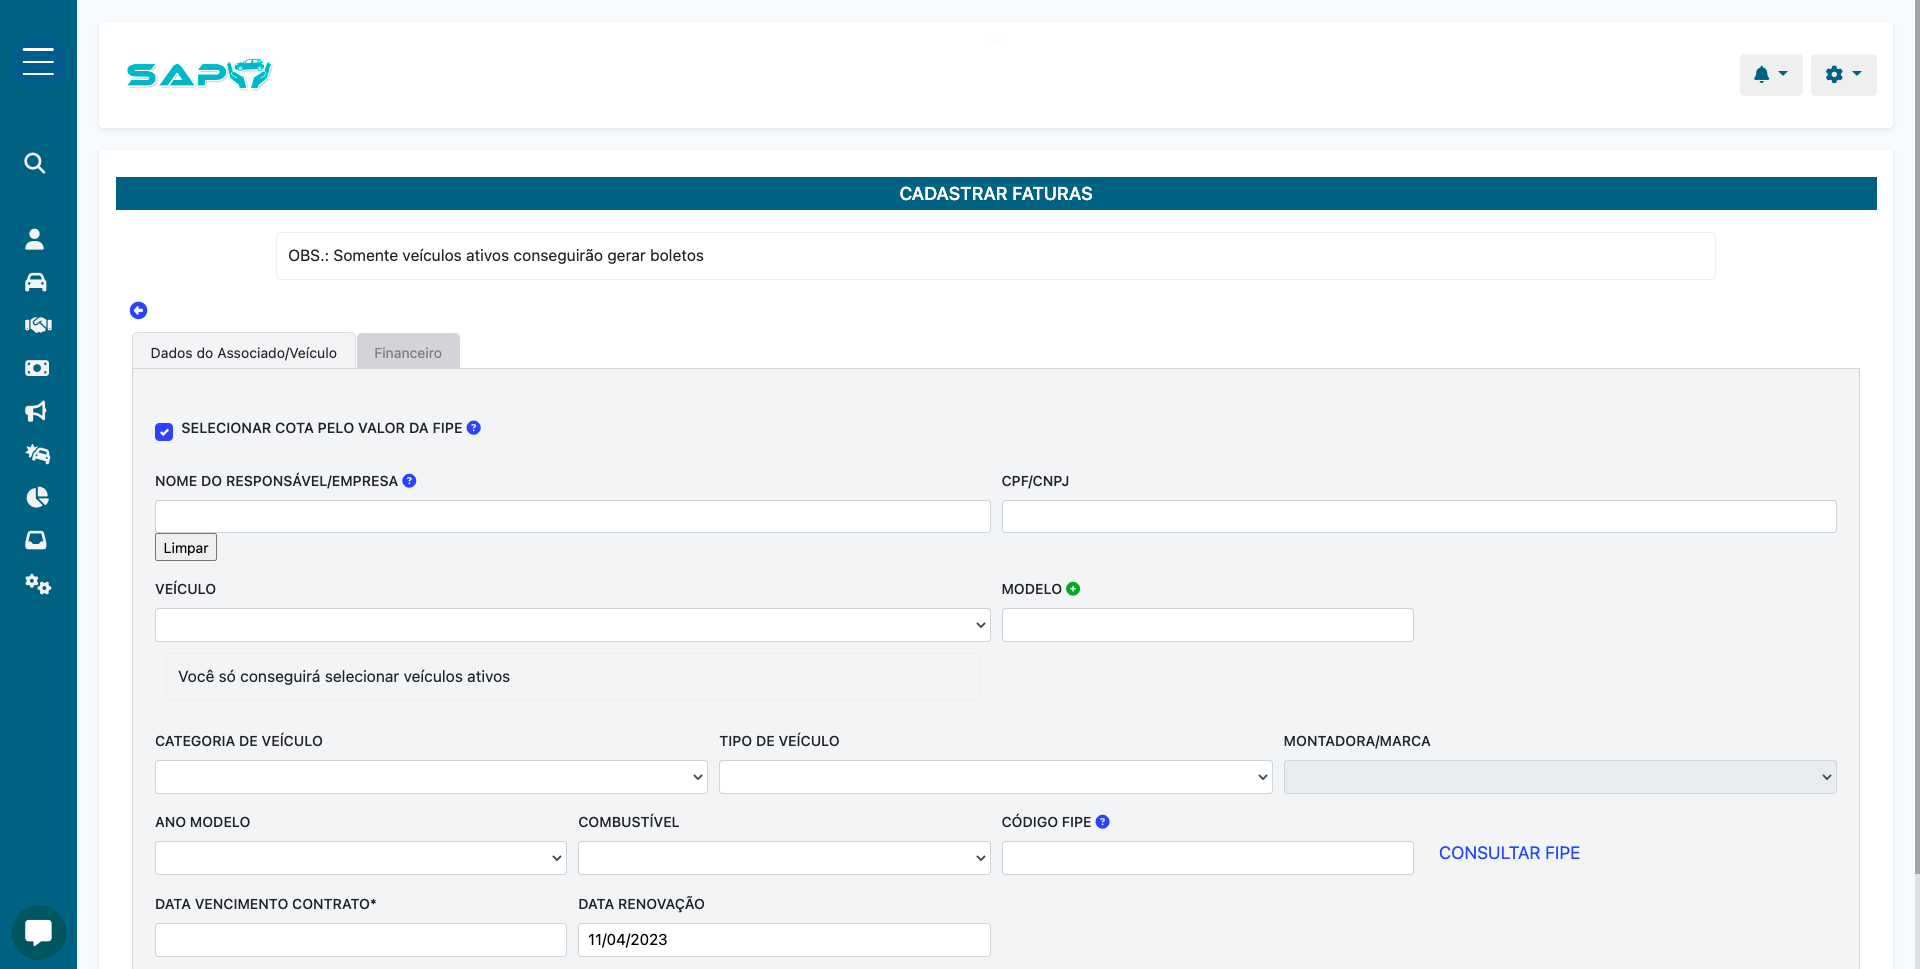 SAPY
CADASTRAR FATURAS
OBS.: Somente veículos ativos conseguirão gerar boletos
Dados do Associado/Veículo
Financeiro
SELECIONAR COTA PELO VALOR DA FIPE
NOME DO RESPONSÁVEL/EMPRESA
CPF/CNPJ
Limpar
VEÍCULO
MODELO
Você só conseguirá selecionar veículos ativos
CATEGORIA DE VEÍCULO
TIPO DE VEÍCULO
MONTADORA/MARCA
ANO MODELO
COMBUSTÍVEL
CÓDIGO FIPE
CONSULTAR FIPE
DATA VENCIMENTO CONTRATO*
DATA RENOVAÇÃO
11/04/2023